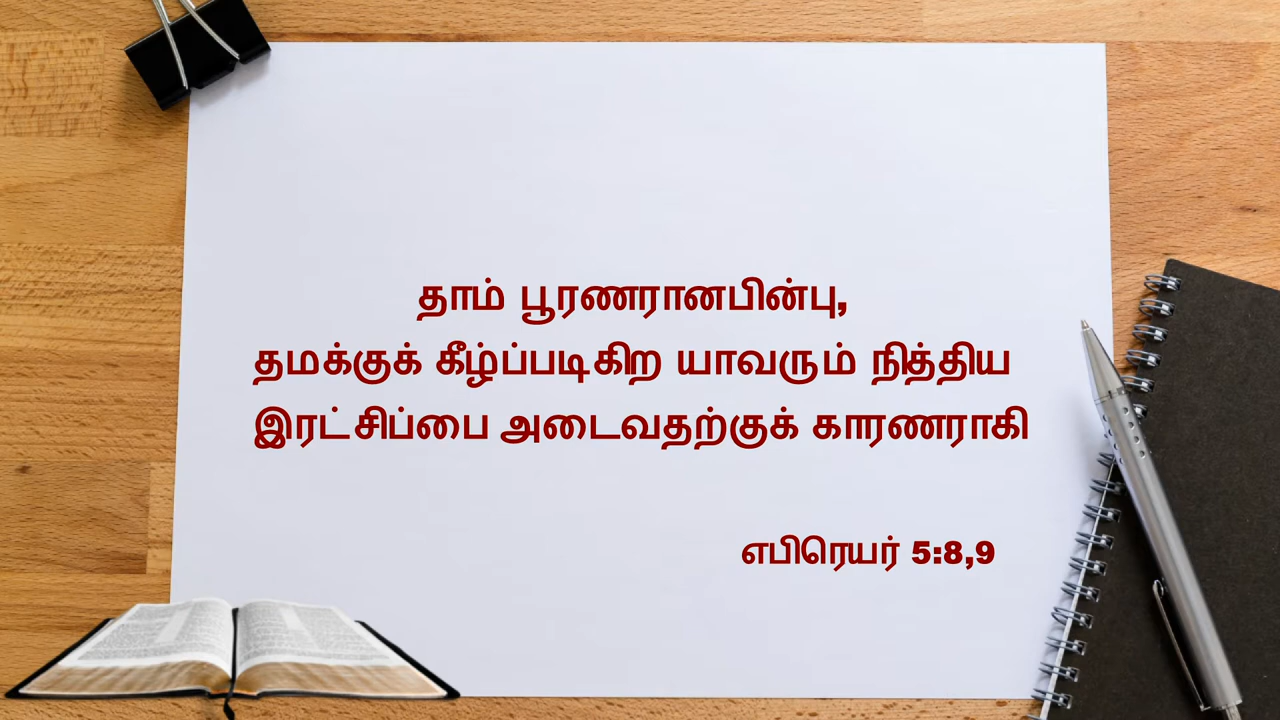 தாம் பூரணரானபின்பு,
தமக்குக் கீழ்ப்படிகிற யாவரும் நித்திய
இரட்சிப்பை அடைவதற்குக் காரணராகி
எபிரெயர் 5:8,9